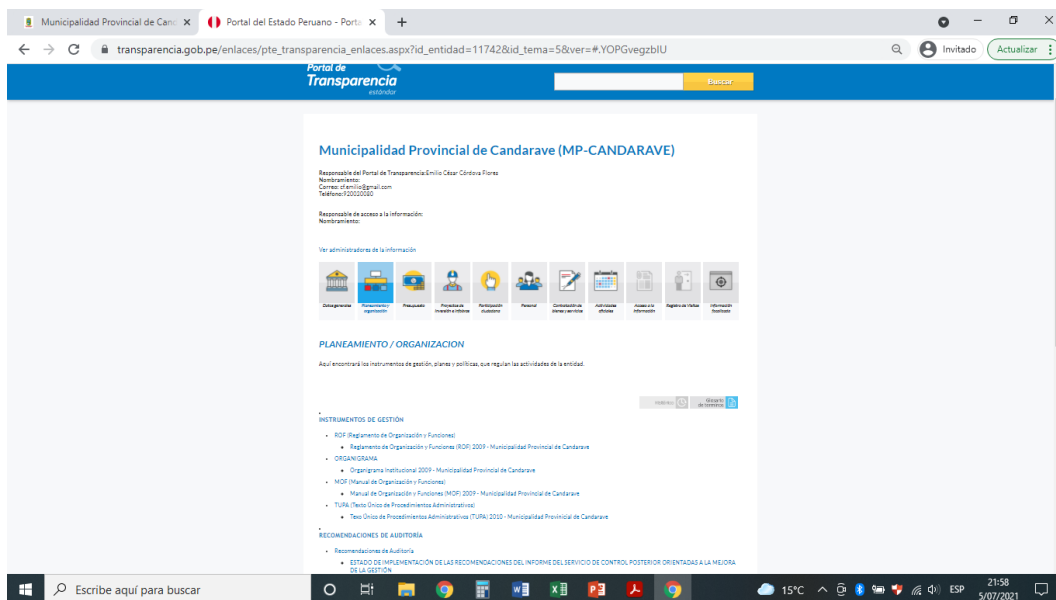 Municipalidad Provincial de Cand
Portal del Estado Peruano - Porta
transparencia.gob.pe/enlaces/pte_transparencia_enlaces.aspx?id_entidad=11742&id_tema=5&ver=#.YOPGvegzbIU
Invitado
Actualizar
Portal de
Transparencia
estándar
Buscar
Municipalidad Provincial de Candarave (MP-CANDARAVE)
Responsable del Portal de Transparencia:Emilio César Córdova Flores
Nombramiento:
Correo: cf.emilio@gmail.com
Teléfono:920020080
Responsable de acceso a la información:
Nombramiento:
Ver administradores de la información
Datos generales
Planeamiento y organización
Presupuesto
Proyectos de inversión e Infobras
Participación ciudadana
Personal
Contratación de bienes y servicios
Actividades oficiales
Acceso a la información
Registro de Visitas
Información focalizada
PLANEAMIENTO / ORGANIZACION
Aquí encontrará los instrumentos de gestión, planes y políticas, que regulan las actividades de la entidad.
Histórico
Glosario de términos
INSTRUMENTOS DE GESTIÓN
ROF (Reglamento de Organización y Funciones)
Reglamento de Organización y Funciones (ROF) 2009 - Municipalidad Provincial de Candarave
ORGANIGRAMA
Organigrama Institucional 2009 - Municipalidad Provincial de Candarave
MOF (Manual de Organización y Funciones)
Manual de Organización y Funciones (MOF) 2009 - Municipalidad Provincial de Candarave
TUPA (Texto Único de Procedimientos Administrativos)
Texo Único de Procedimientos Administrativos (TUPA) 2010 - Municipalidad Provinicial de Candarave
RECOMENDACIONES DE AUDITORÍA
Recomendaciones de Auditoría
ESTADO DE IMPLEMENTACIÓN DE LAS RECOMENDACIONES DEL INFORME DEL SERVICIO DE CONTROL POSTERIOR ORIENTADAS A LA MEJORA
DE LA GESTIÓN
Escribe aquí para buscar
15°C
ESP
21:58
5/07/2021